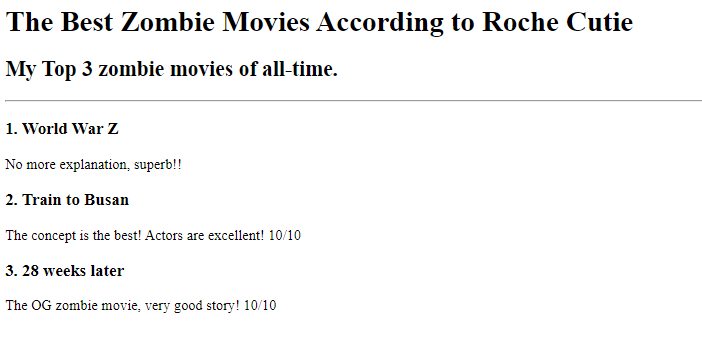 The Best Zombie Movies According to Roche Cutie
My Top 3 zombie movies of all-time.
1. World War Z
No more explanation, superb!!
2. Train to Busan
The concept is the best! Actors are excellent! 10/10
3. 28 weeks later
The OG zombie movie, very good story! 10/10